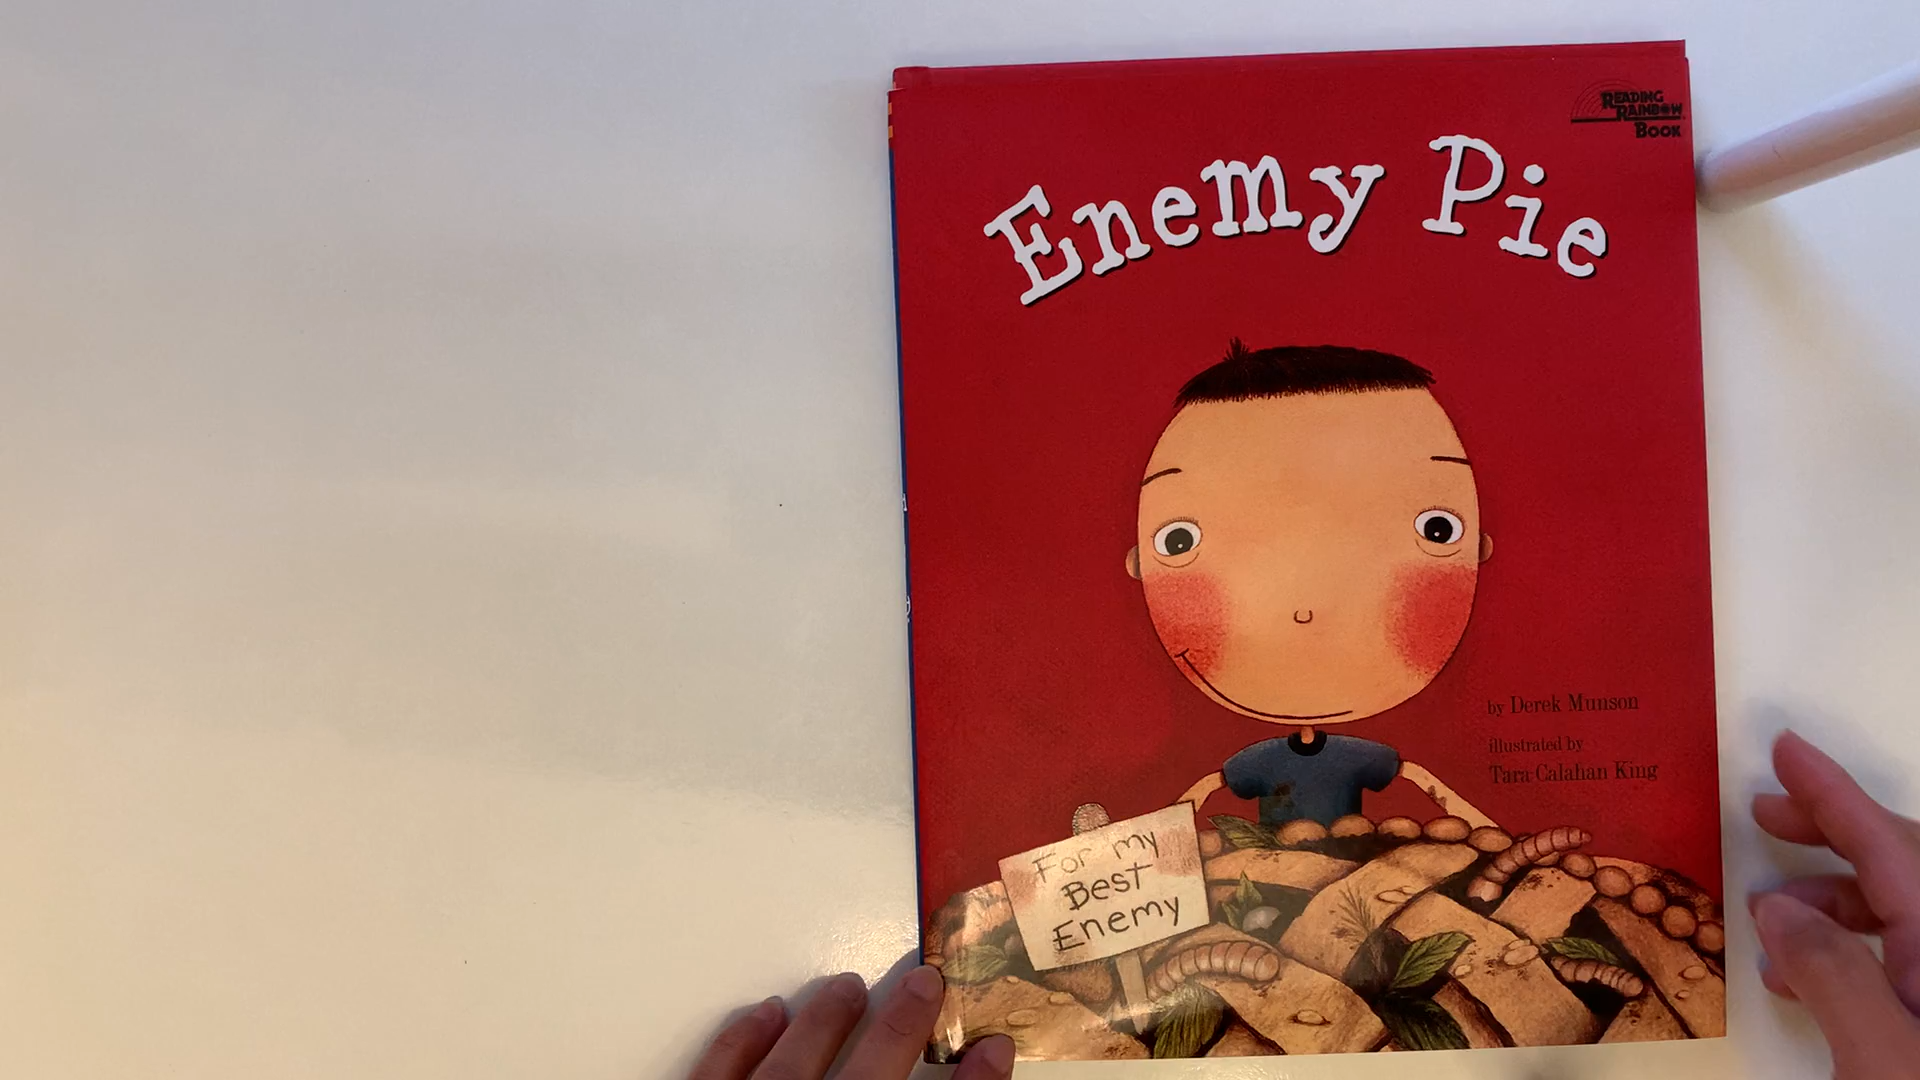 READING
RAINBOW
BOOK
Enemy Pie
by Derek Munson
illustrated by
Tara Calahan King
For my
Best
Enemy